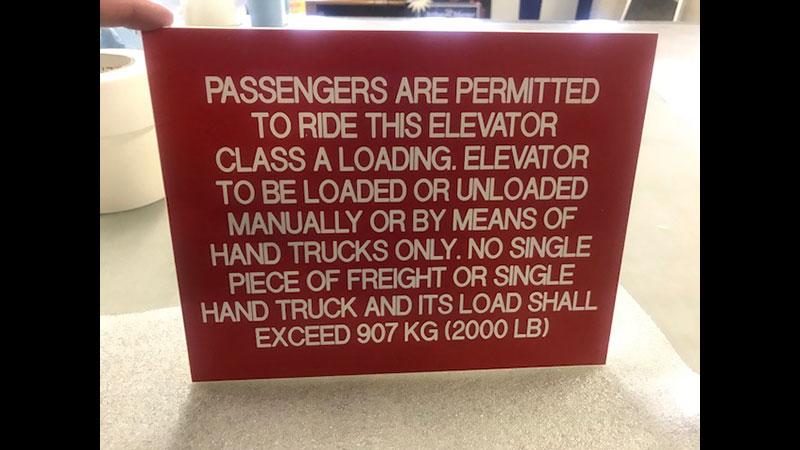 PASSENGERS ARE PERMITTED
TO RIDE THIS ELEVATOR
CLASS A LOADING. ELEVATOR
TO BE LOADED OR UNLOADED
MANUALLY OR BY MEANS OF
HAND TRUCKS ONLY. NO SINGLE
PIECE OF FREIGHT OR SINGLE
HAND TRUCK AND ITS LOAD SHALL
EXCEED 907 KG (2000 LB)